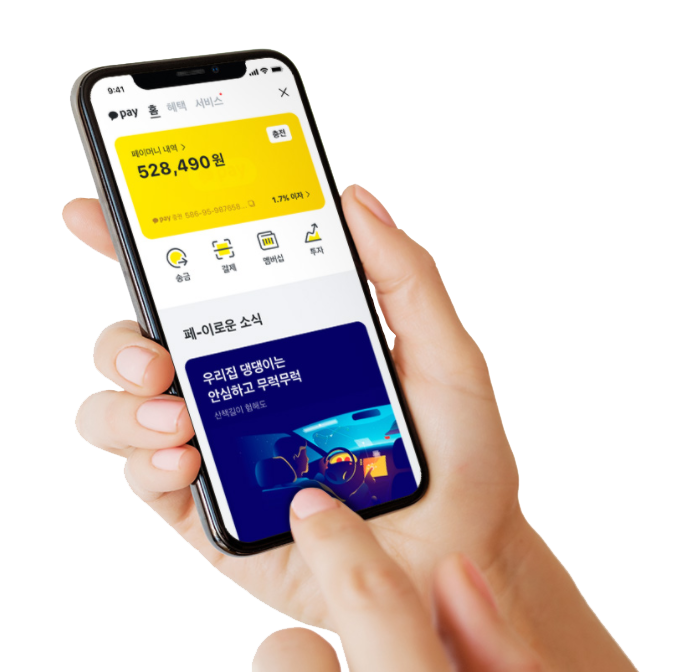 9:41
pay 홈 혜택 서비스
페이머니 내역 >
충전
528,490원
pay 증권 586-95-987658...
1.7% 이자 >
송금
결제
멤버십
투자
페-이로운 소식
우리집 댕댕이는
안심하고 무럭무럭
산책길이 험해도